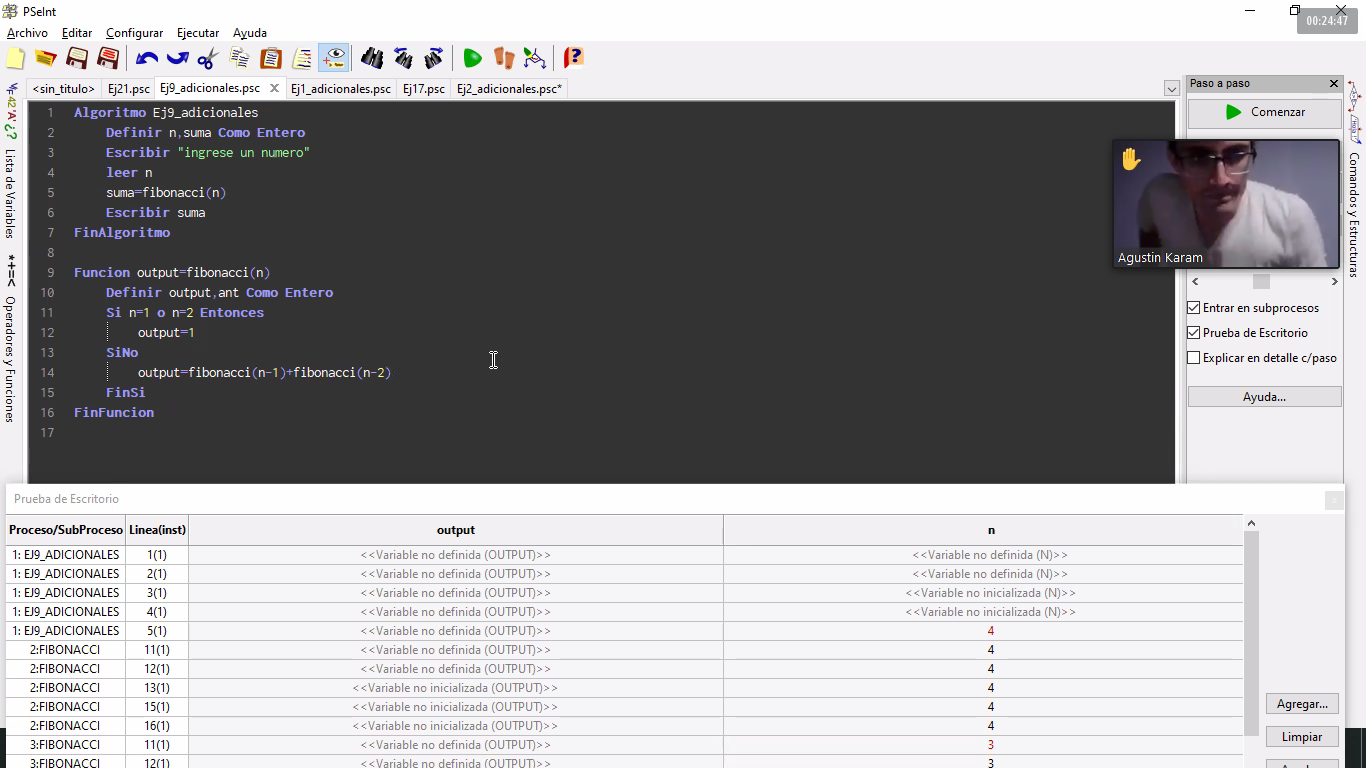 PSeInt
00:24:47
Archivo Editar Configurar Ejecutar Ayuda
<sin_titulo> Ej21.psc Ej9_adicionales.psc Ej1_adicionales.psc Ej17.psc Ej2_adicionales.psc*
1 Algoritmo Ej9_adicionales
2 Definir n,suma Como Entero
3 Escribir "ingrese un numero"
4 leer n
5 suma=fibonacci(n)
6 Escribir suma
7 FinAlgoritmo
8
9 Funcion output=fibonacci(n)
10 Definir output,ant Como Entero
11 Si n=1 o n=2 Entonces
12 output=1
13 SiNo
14 output=fibonacci(n-1)+fibonacci(n-2)
15 FinSi
16 FinFuncion
17
Lista de Variables
Operadores y Funciones
Paso a paso
Comenzar
Agustin Karam
Entrar en subprocesos
Prueba de Escritorio
Explicar en detalle c/paso
Ayuda...
Comandos y Estructuras
Prueba de Escritorio
Proceso/SubProceso Linea(inst) output n
1: EJ9_ADICIONALES 1(1) <<Variable no definida (OUTPUT)>> <<Variable no definida (N)>>
1: EJ9_ADICIONALES 2(1) <<Variable no definida (OUTPUT)>> <<Variable no definida (N)>>
1: EJ9_ADICIONALES 3(1) <<Variable no definida (OUTPUT)>> <<Variable no inicializada (N)>>
1: EJ9_ADICIONALES 4(1) <<Variable no definida (OUTPUT)>> <<Variable no inicializada (N)>>
1: EJ9_ADICIONALES 5(1) <<Variable no definida (OUTPUT)>> 4
2:FIBONACCI 11(1) <<Variable no definida (OUTPUT)>> 4
2:FIBONACCI 12(1) <<Variable no definida (OUTPUT)>> 4
2:FIBONACCI 13(1) <<Variable no inicializada (OUTPUT)>> 4
2:FIBONACCI 15(1) <<Variable no inicializada (OUTPUT)>> 4
2:FIBONACCI 16(1) <<Variable no inicializada (OUTPUT)>> 4
3:FIBONACCI 11(1) <<Variable no definida (OUTPUT)>> 3
3:FIBONACCI 12(1) <<Variable no definida (OUTPUT)>> 3
Agregar...
Limpiar